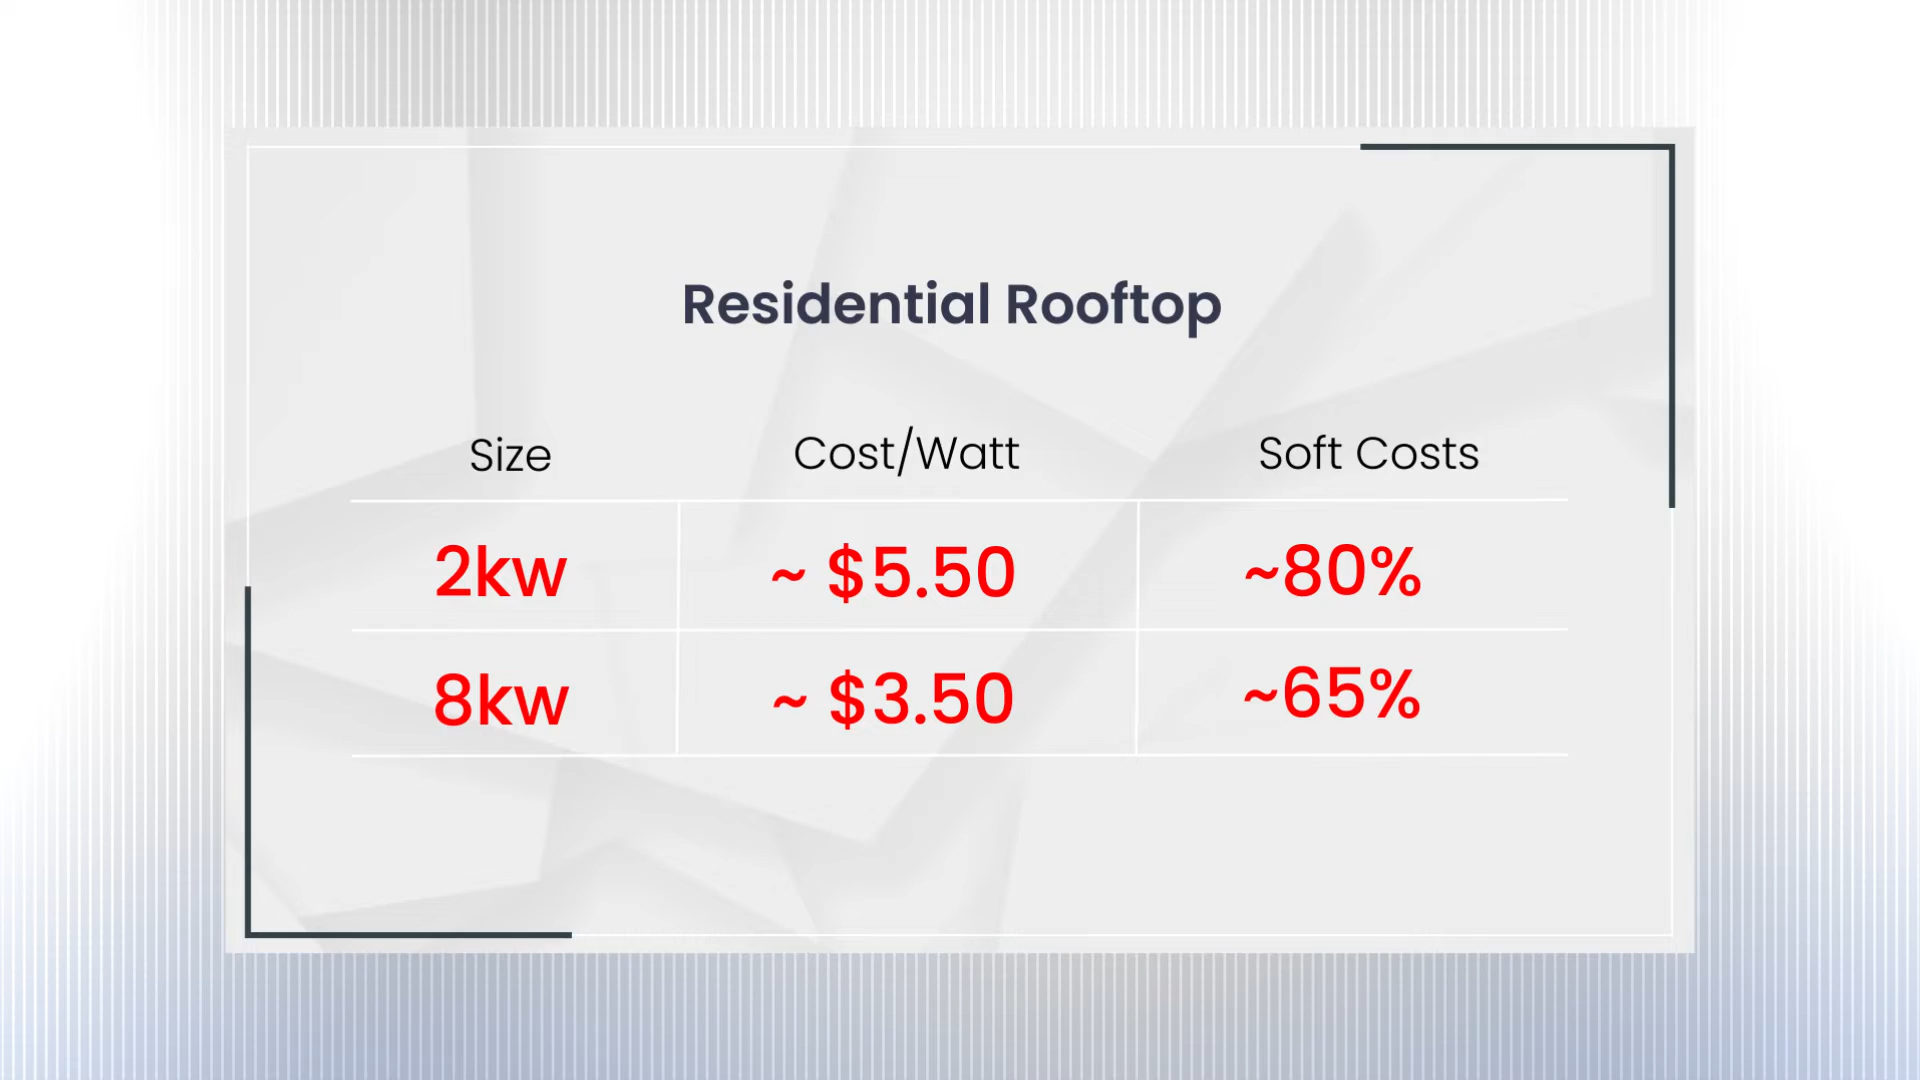 Residential Rooftop
Size Cost/Watt Soft Costs
2kw ~ $5.50 ~80%
8kw ~ $3.50 ~65%